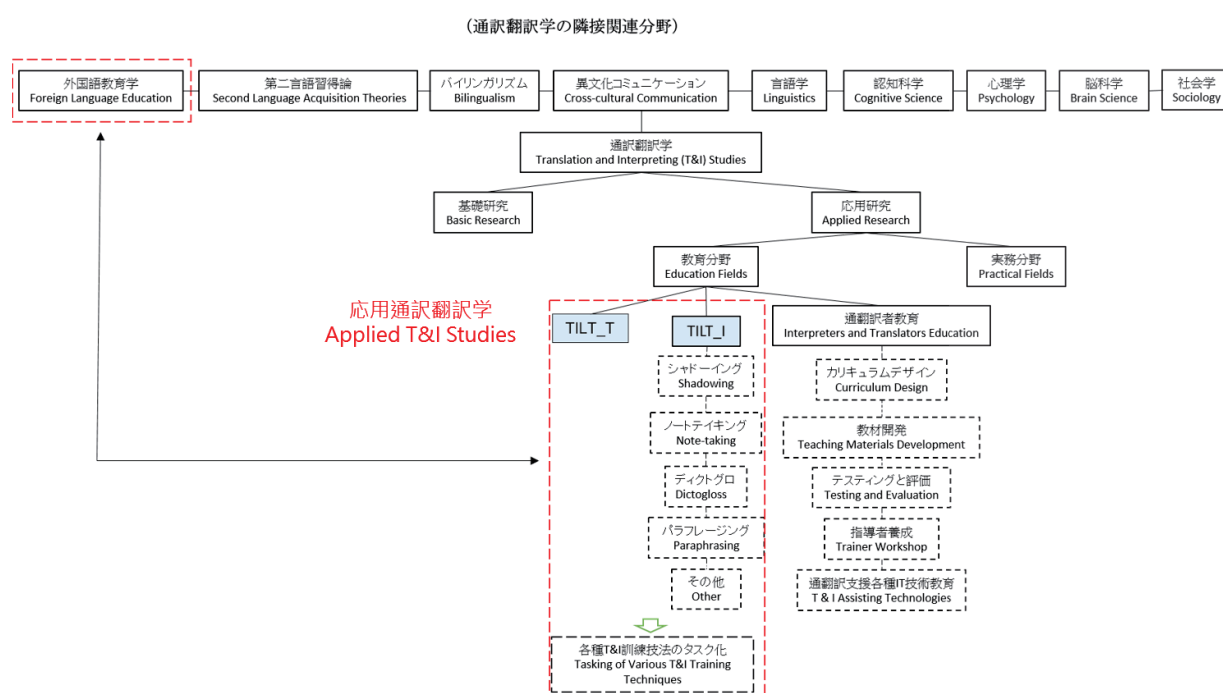 （通訳翻訳学の隣接関連分野）
外国語教育学
Foreign Language Education
第二言語習得論
Second Language Acquisition Theories
バイリンガリズム
Bilingualism
異文化コミュニケーション
Cross-cultural Communication
言語学
Linguistics
認知科学
Cognitive Science
心理学
Psychology
脳科学
Brain Science
社会学
Sociology
通訳翻訳学
Translation and Interpreting (T&I) Studies
基礎研究
Basic Research
応用研究
Applied Research
教育分野
Education Fields
実務分野
Practical Fields
応用通訳翻訳学
Applied T&I Studies
TILT_T
TILT_I
通翻訳者教育
Interpreters and Translators Education
シャドーイング
Shadowing
ノートテイキング
Note-taking
ディクトグロ
Dictogloss
パラフレージング
Paraphrasing
その他
Other
各種T&I訓練技法のタスク化
Tasking of Various T&I Training
Techniques
カリキュラムデザイン
Curriculum Design
教材開発
Teaching Materials Development
テスティングと評価
Testing and Evaluation
指導者養成
Trainer Workshop
通翻訳支援各種IT技術教育
T & I Assisting Technologies